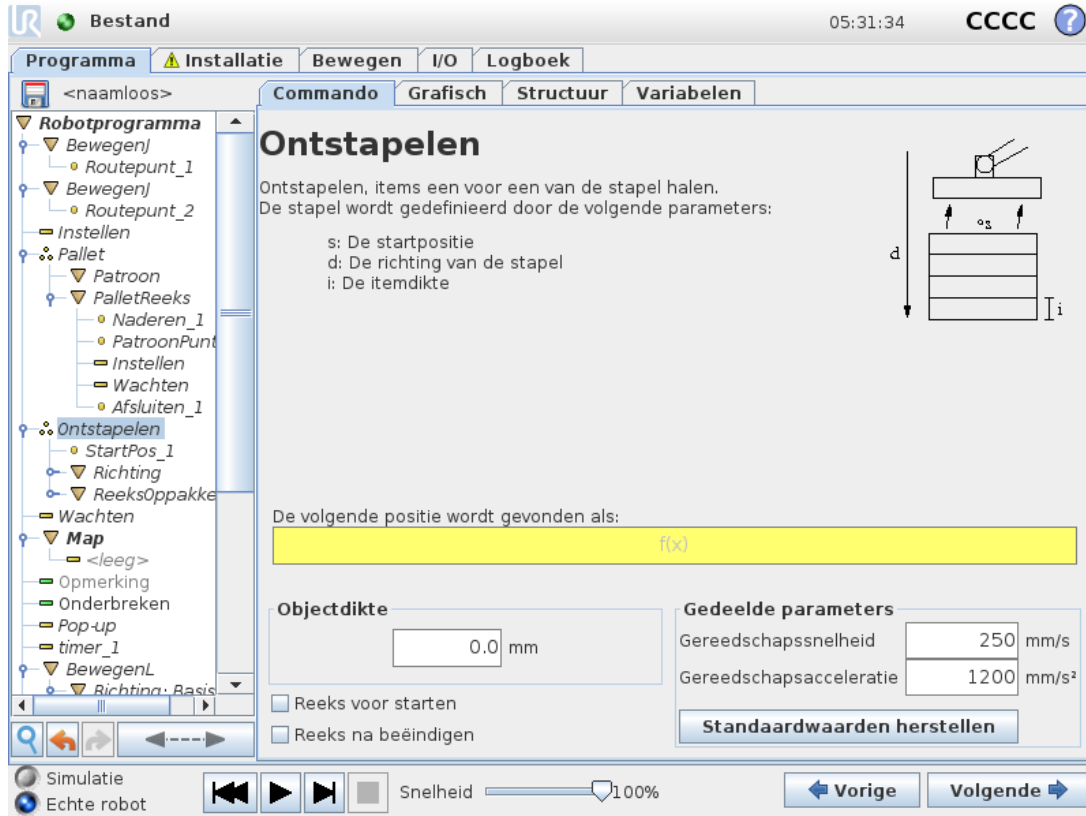 UR Bestand 05:31:34 CCCC ?
Programma Installatie Bewegen I/O Logboek
<naamloos>
Commando Grafisch Structuur Variabelen
Robotprogramma
BewegenJ
Routepunt_1
BewegenJ
Routepunt_2
Instellen
Pallet
Patroon
PalletReeks
Naderen_1
PatroonPunt
Instellen
Wachten
Afsluiten_1
Ontstapelen
StartPos_1
Richting
ReeksOppakke
Wachten
Map
<leeg>
Opmerking
Onderbreken
Pop-up
timer_1
BewegenL
Richting: Basis
Ontstapelen
Ontstapelen, items een voor een van de stapel halen.
De stapel wordt gedefinieerd door de volgende parameters:
s: De startpositie
d: De richting van de stapel
i: De itemdikte
s
d
i
De volgende positie wordt gevonden als:
f(x)
Objectdikte
0.0 mm
Reeks voor starten
Reeks na beëindigen
Gedeelde parameters
Gereedschapssnelheid 250 mm/s
Gereedschapsacceleratie 1200 mm/s²
Standaardwaarden herstellen
Simulatie
Echte robot
Snelheid 100%
Vorige
Volgende